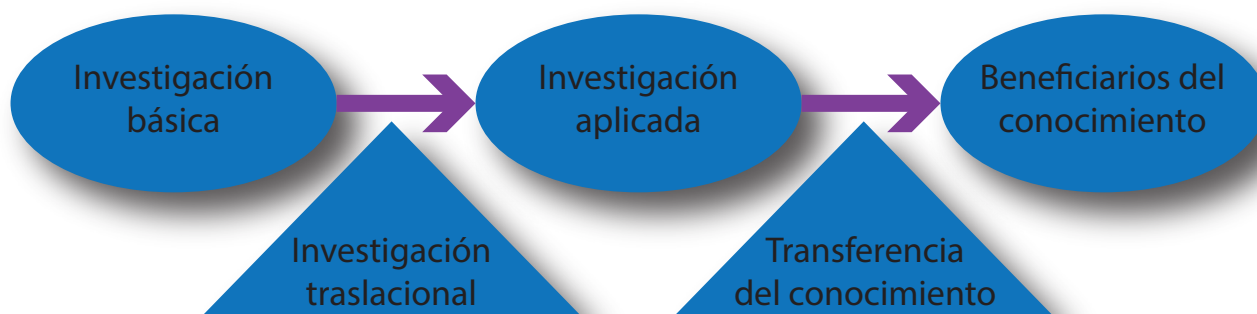 Investigación
básica
Investigación
aplicada
Beneficiarios del
conocimiento
Investigación
traslacional
Transferencia
del conocimiento